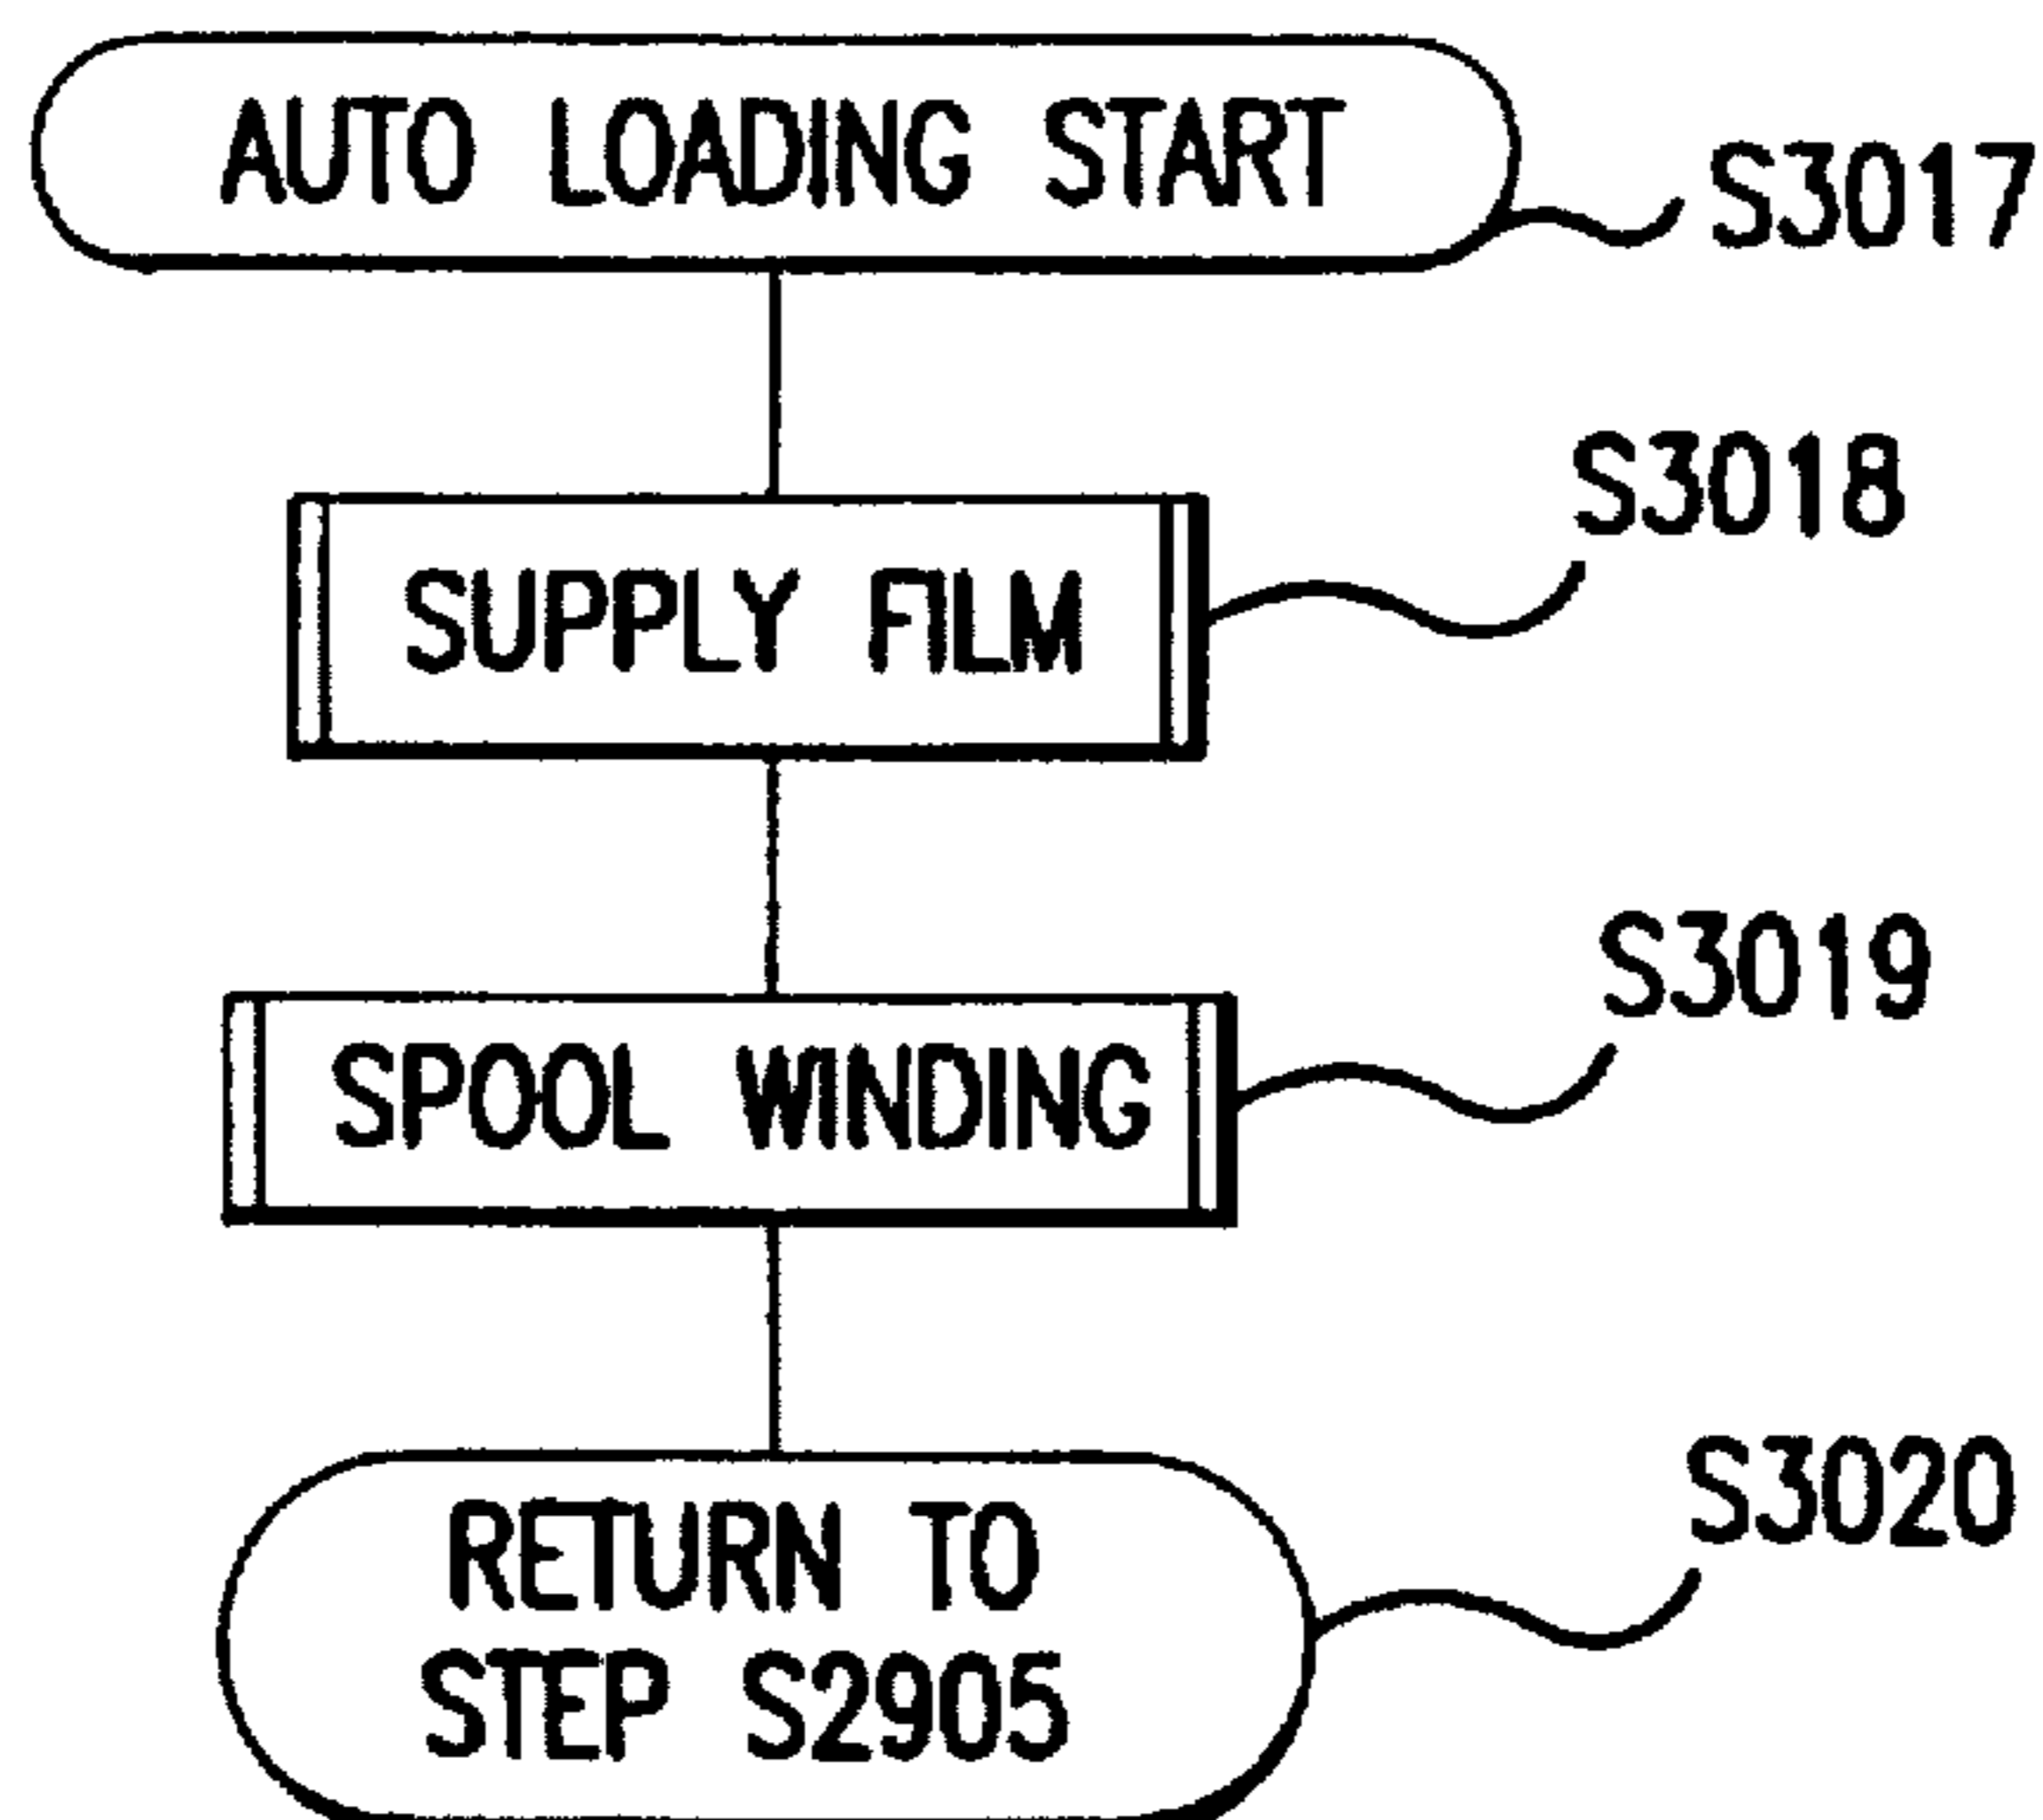 AUTO LOADING START
S3017
S3018
SUPPLY FILM
S3019
SPOOL WINDING
S3020
RETURN TO
STEP S2905